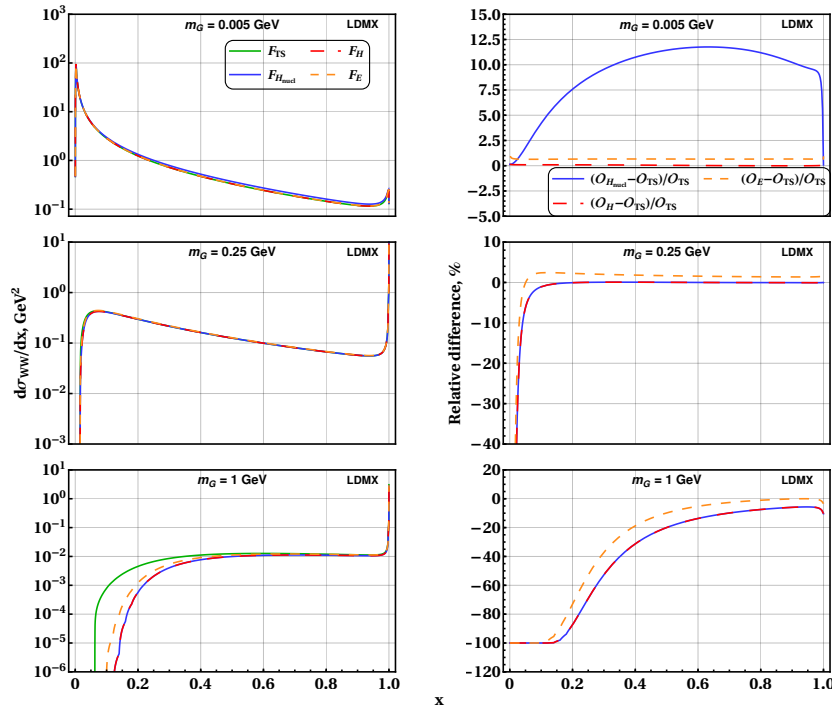 m_G = 0.005 GeV LDMX
F_TS F_H
F_{H_nucl} F_E
10^2
10^1
10^0
10^-1
m_G = 0.005 GeV LDMX
15.0
12.5
10.0
7.5
5.0
2.5
0
−2.5
5.0
(O_{H_nucl}−O_TS)/O_TS (O_E−O_TS)/O_TS
(O_H−O_TS)/O_TS
m_G = 0.25 GeV LDMX
10^1
10^0
10^-1
10^-2
10^-3
dσ_WW/dx, GeV^2
m_G = 0.25 GeV LDMX
10
0
−10
−20
−30
−40
Relative difference, %
m_G = 1 GeV LDMX
10^1
10^0
10^-1
10^-2
10^-3
10^-4
10^-5
10^-6
0.0 0.2 0.4 0.6 0.8 1.0
m_G = 1 GeV LDMX
20
0
-20
-40
-60
-80
-100
-120
0 0.2 0.4 0.6 0.8 1.0
x